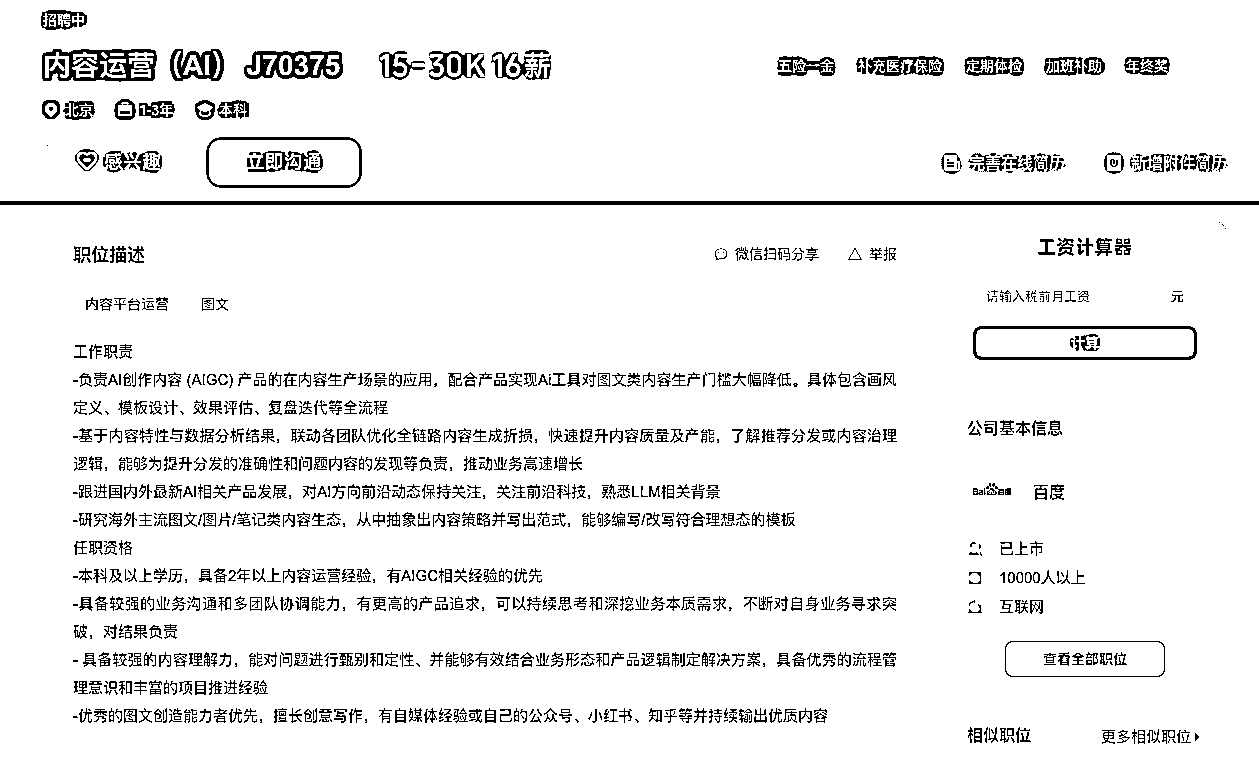 招聘中
内容运营（AI） J70375 15-30K 16薪
五险一金 补充医疗保险 定期体检 加班补助 年终奖
北京 1-3年 本科
感兴趣 立即沟通 完善在线简历 新增附件简历
职位描述 微信扫码分享 举报
内容平台运营 图文
工作职责
-负责AI创作内容 (AIGC) 产品的在内容生产场景的应用，配合产品实现Ai工具对图文类内容生产门槛大幅降低。具体包含画风
定义、模板设计、效果评估、复盘迭代等全流程
-基于内容特性与数据分析结果，联动各团队优化全链路内容生成折损，快速提升内容质量及产能，了解推荐分发或内容治理
逻辑，能够为提升分发的准确性和问题内容的发现等负责，推动业务高速增长
-跟进国内外最新AI相关产品发展，对AI方向前沿动态保持关注，关注前沿科技，熟悉LLM相关背景
-研究海外主流图文/图片/笔记类内容生态，从中抽象出内容策略并写出范式，能够编写/改写符合理想态的模板
任职资格
-本科及以上学历，具备2年以上内容运营经验，有AIGC相关经验的优先
-具备较强的业务沟通和多团队协调能力，有更高的产品追求，可以持续思考和深挖业务本质需求，不断对自身业务寻求突
破，对结果负责
- 具备较强的内容理解力，能对问题进行甄别和定性、并能够有效结合业务形态和产品逻辑制定解决方案，具备优秀的流程管
理意识和丰富的项目推进经验
-优秀的图文创造能力者优先，擅长创意写作，有自媒体经验或自己的公众号、小红书、知乎等并持续输出优质内容
工资计算器
请输入税前月工资 元
计算
公司基本信息
Bai百度 百度
已上市
10000人以上
互联网
查看全部职位
相似职位 更多相似职位